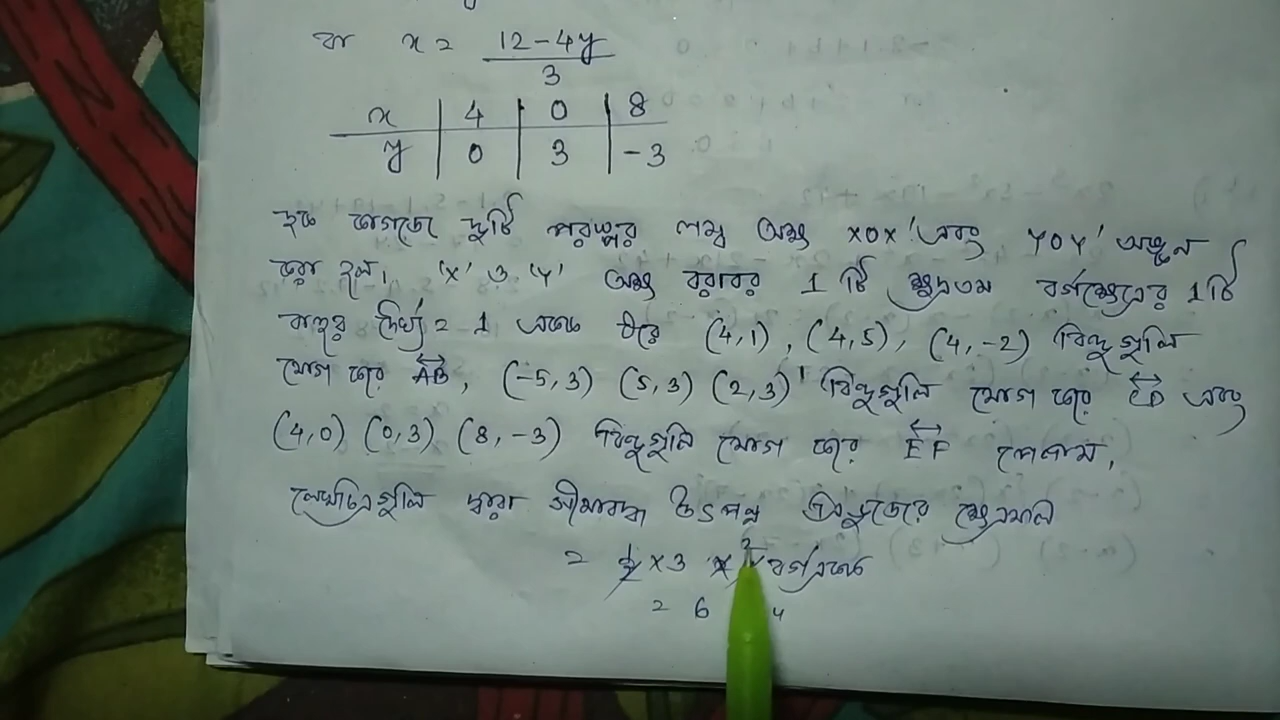 বা x = 12-4y / 3
x | 4 | 0 | 8
y | 0 | 3 | -3
ছক কাগজে দুটি পরস্পর লম্ব অক্ষ XOX' এবং YOY' অঙ্কন
করা হল। 'X' ও 'Y' অক্ষ বরাবর 1 টি ক্ষুদ্রতম বর্গক্ষেত্রের 1টি
বাহুর দৈর্ঘ্য = 1 একক ধরে (4,1), (4,5), (4,-2) বিন্দুগুলি
যোগ করে AB, (-5,3) (5,3) (2,3) বিন্দুগুলি যোগ করে CD এবং
(4,0) (0,3) (8,-3) বিন্দুগুলি যোগ করে EF পেলাম,
লেখচিত্রগুলি দ্বারা সীমাবদ্ধ উৎপন্ন ত্রিভুজের ক্ষেত্রফল
= 1/2 x 3 x 2 বর্গএকক
= 6